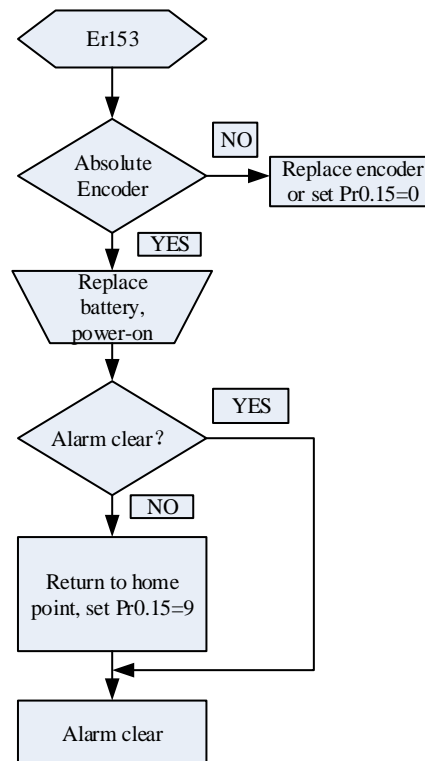 Er153
Absolute
Encoder
NO
Replace encoder
or set Pr0.15=0
YES
Replace
battery,
power-on
Alarm clear？
YES
NO
Return to home
point, set Pr0.15=9
Alarm clear